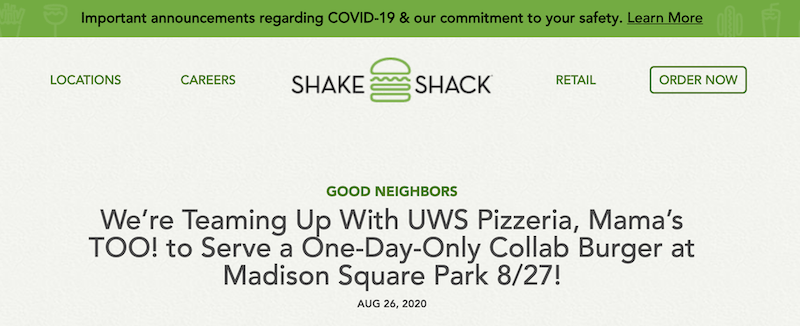 Important announcements regarding COVID-19 & our commitment to your safety. Learn More
LOCATIONS CAREERS SHAKE SHACK RETAIL ORDER NOW
GOOD NEIGHBORS
We're Teaming Up With UWS Pizzeria, Mama's
TOO! to Serve a One-Day-Only Collab Burger at
Madison Square Park 8/27!
AUG 26, 2020